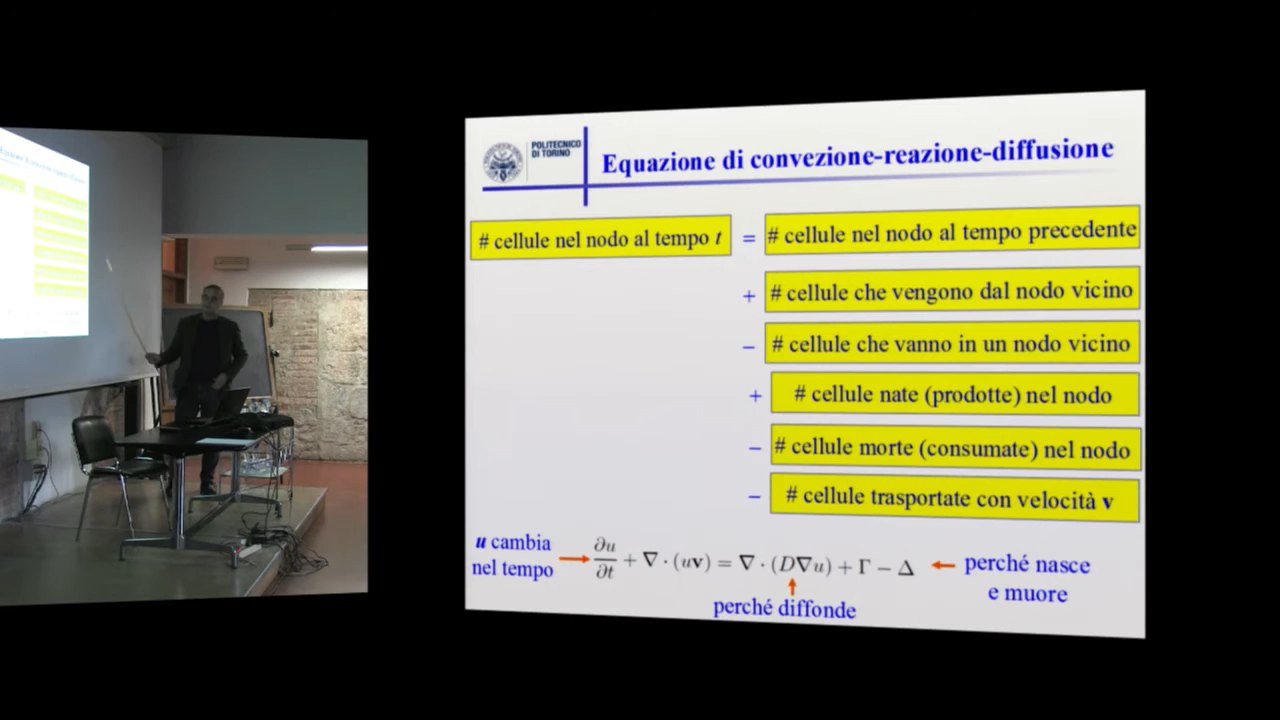 POLITECNICO
DI TORINO
Equazione di convezione-reazione-diffusione
# cellule nel nodo al tempo t = # cellule nel nodo al tempo precedente
+ # cellule che vengono dal nodo vicino
– # cellule che vanno in un nodo vicino
+ # cellule nate (prodotte) nel nodo
– # cellule morte (consumate) nel nodo
– # cellule trasportate con velocità v
u cambia
nel tempo
∂u/∂t + ∇·(uv) = ∇·(D∇u) + Γ − Δ
perché nasce
e muore
perché diffonde